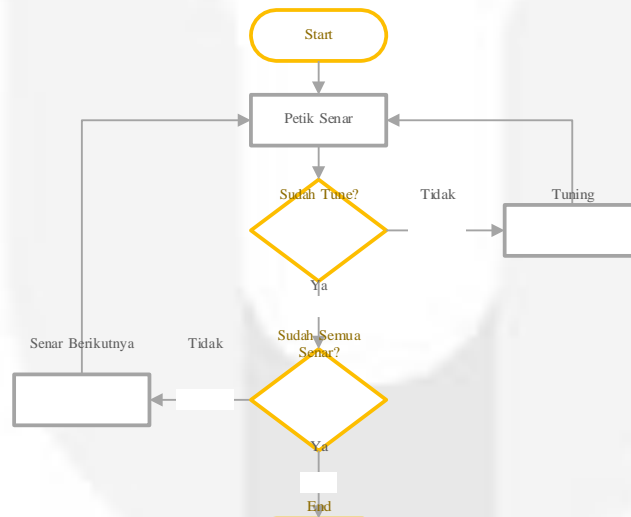 Start
Petik Senar
Sudah Tune?
Tidak
Tuning
Ya
Sudah Semua
Senar?
Senar Berikutnya
Tidak
Ya
End